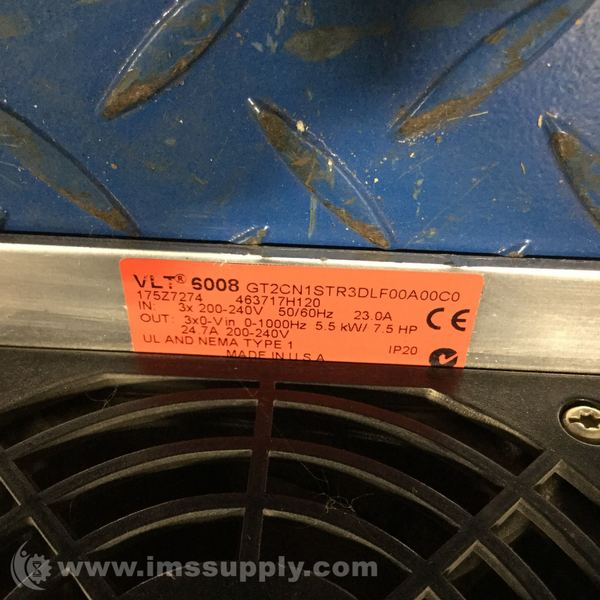 VLT® 6008 GT2CN1STR3DLF00A00C0
175Z7274 463717H120
IN: 3x 200-240V 50/60Hz 23.0A
OUT: 3x0-Vin 0-1000Hz 5.5 kW/ 7.5 HP
24.7A 200-240V
UL AND NEMA TYPE 1 IP20
MADE IN U.S.A
CE
www.imssupply.com